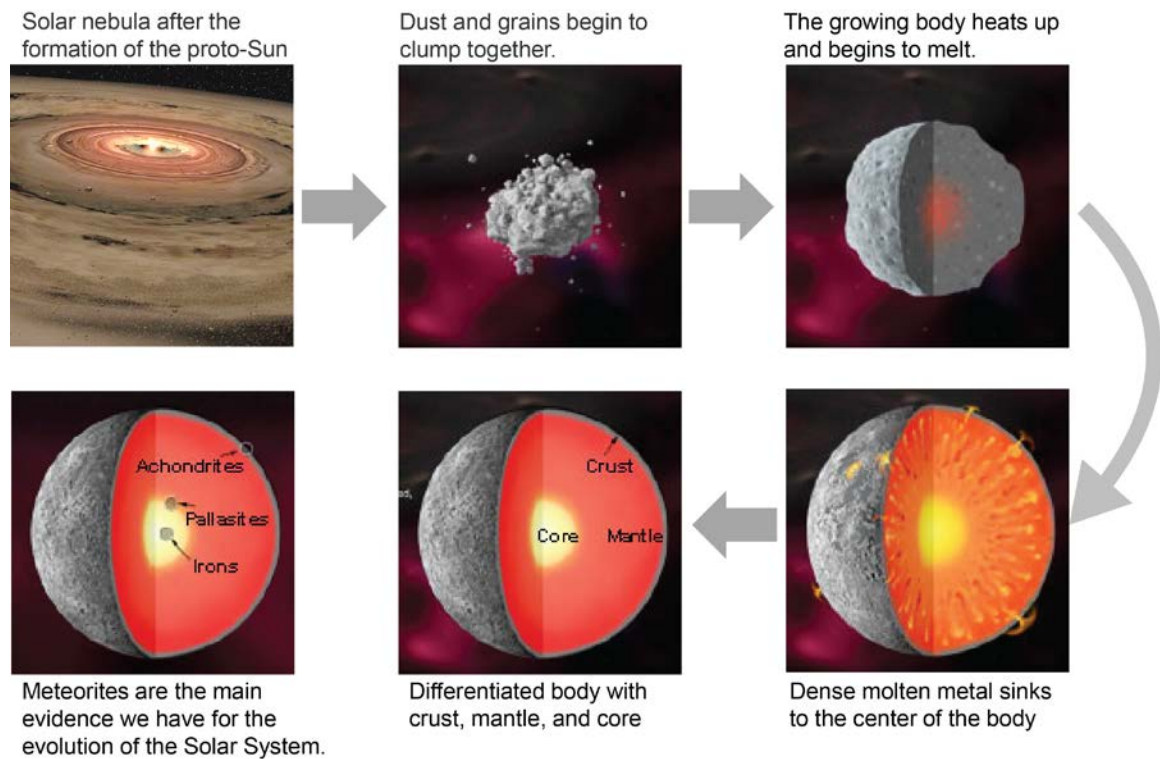 Solar nebula after the
formation of the proto-Sun
Dust and grains begin to
clump together.
The growing body heats up
and begins to melt.
Achondrites
Pallasites
Irons
Meteorites are the main
evidence we have for the
evolution of the Solar System.
ed,
Crust
Core
Mantle
Differentiated body with
crust, mantle, and core
Dense molten metal sinks
to the center of the body